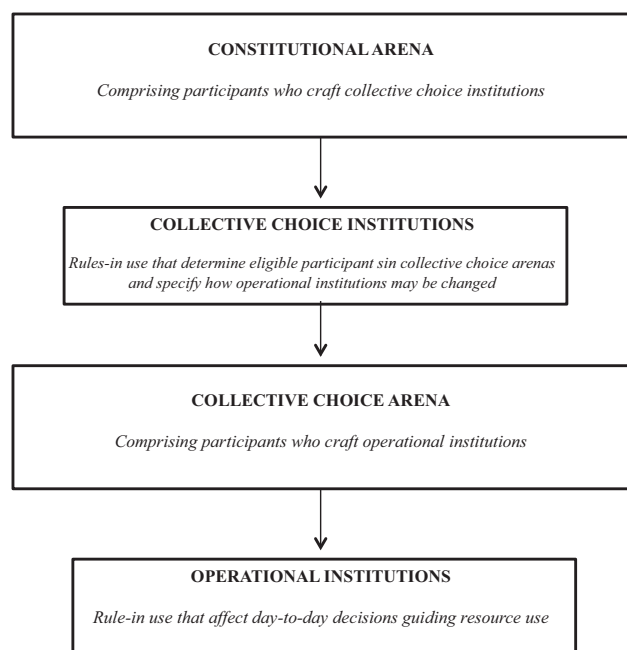 CONSTITUTIONAL ARENA
Comprising participants who craft collective choice institutions
COLLECTIVE CHOICE INSTITUTIONS
Rules-in use that determine eligible participant sin collective choice arenas
and specify how operational institutions may be changed
COLLECTIVE CHOICE ARENA
Comprising participants who craft operational institutions
OPERATIONAL INSTITUTIONS
Rule-in use that affect day-to-day decisions guiding resource use